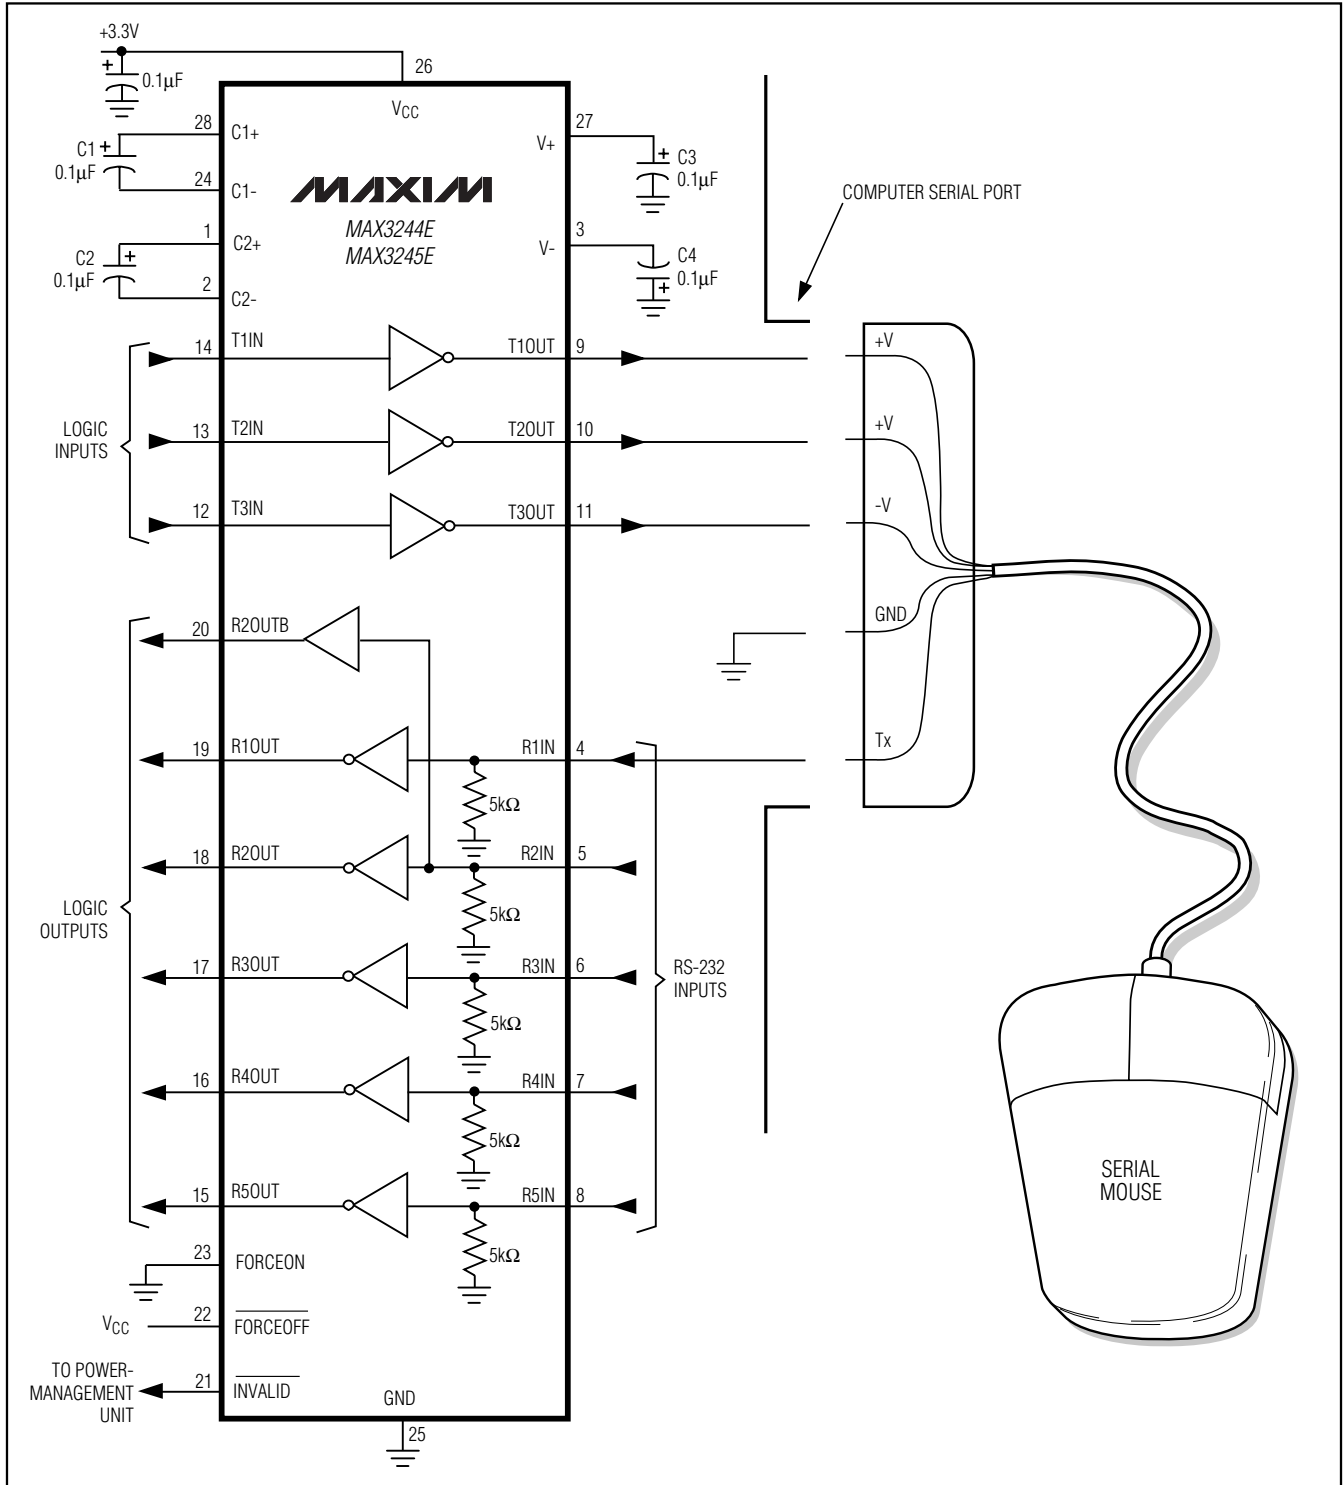 +3.3V
+
0.1µF
26
VCC
28
C1+
C1
+
0.1µF
24
C1-
1
C2+
C2
+
0.1µF
2
C2-
27
V+
+
C3
0.1µF
3
V-
C4
0.1µF
+
MAXIM
MAX3244E
MAX3245E
COMPUTER SERIAL PORT
LOGIC
INPUTS
14
T1IN
T1OUT
9
13
T2IN
T2OUT
10
12
T3IN
T3OUT
11
+V
+V
-V
GND
Tx
LOGIC
OUTPUTS
20
R2OUTB
19
R1OUT
R1IN
4
5kΩ
18
R2OUT
R2IN
5
5kΩ
17
R3OUT
R3IN
6
5kΩ
16
R4OUT
R4IN
7
5kΩ
15
R5OUT
R5IN
8
5kΩ
RS-232
INPUTS
23
FORCEON
VCC
22
FORCEOFF
TO POWER-
MANAGEMENT
UNIT
21
INVALID
GND
25
SERIAL
MOUSE